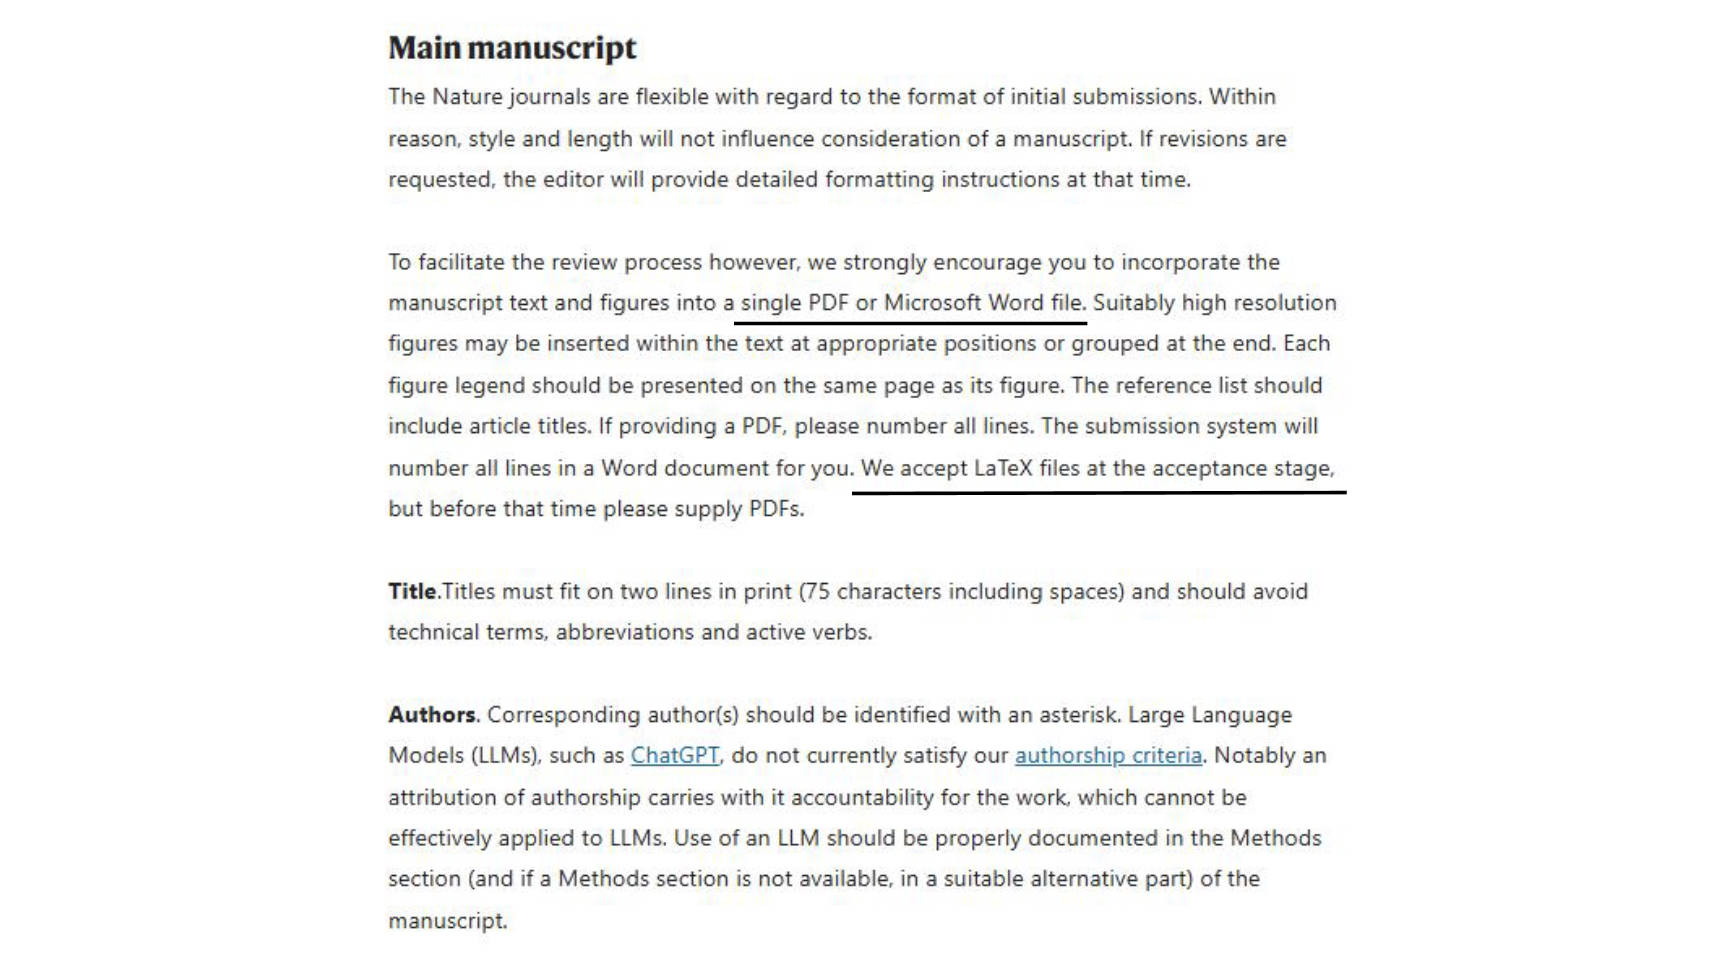 Main manuscript
The Nature journals are flexible with regard to the format of initial submissions. Within
reason, style and length will not influence consideration of a manuscript. If revisions are
requested, the editor will provide detailed formatting instructions at that time.
To facilitate the review process however, we strongly encourage you to incorporate the
manuscript text and figures into a single PDF or Microsoft Word file. Suitably high resolution
figures may be inserted within the text at appropriate positions or grouped at the end. Each
figure legend should be presented on the same page as its figure. The reference list should
include article titles. If providing a PDF, please number all lines. The submission system will
number all lines in a Word document for you. We accept LaTeX files at the acceptance stage,
but before that time please supply PDFs.
Title.Titles must fit on two lines in print (75 characters including spaces) and should avoid
technical terms, abbreviations and active verbs.
Authors. Corresponding author(s) should be identified with an asterisk. Large Language
Models (LLMs), such as ChatGPT, do not currently satisfy our authorship criteria. Notably an
attribution of authorship carries with it accountability for the work, which cannot be
effectively applied to LLMs. Use of an LLM should be properly documented in the Methods
section (and if a Methods section is not available, in a suitable alternative part) of the
manuscript.